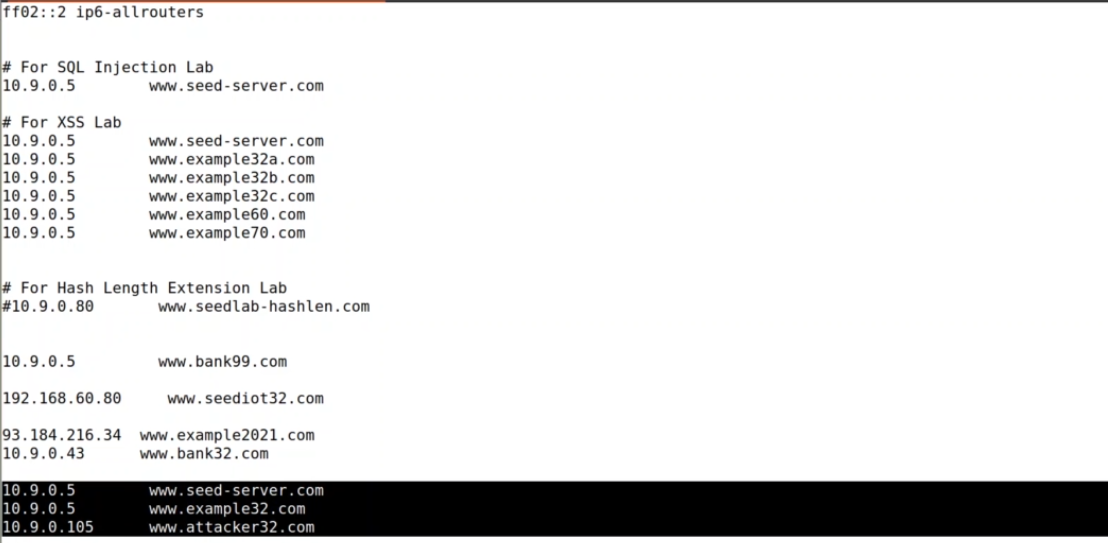 ff02::2 ip6-allrouters
# For SQL Injection Lab
10.9.0.5 www.seed-server.com
# For XSS Lab
10.9.0.5 www.seed-server.com
10.9.0.5 www.example32a.com
10.9.0.5 www.example32b.com
10.9.0.5 www.example32c.com
10.9.0.5 www.example60.com
10.9.0.5 www.example70.com
# For Hash Length Extension Lab
#10.9.0.80 www.seedlab-hashlen.com
10.9.0.5 www.bank99.com
192.168.60.80 www.seediot32.com
93.184.216.34 www.example2021.com
10.9.0.43 www.bank32.com
10.9.0.5 www.seed-server.com
10.9.0.5 www.example32.com
10.9.0.105 www.attacker32.com